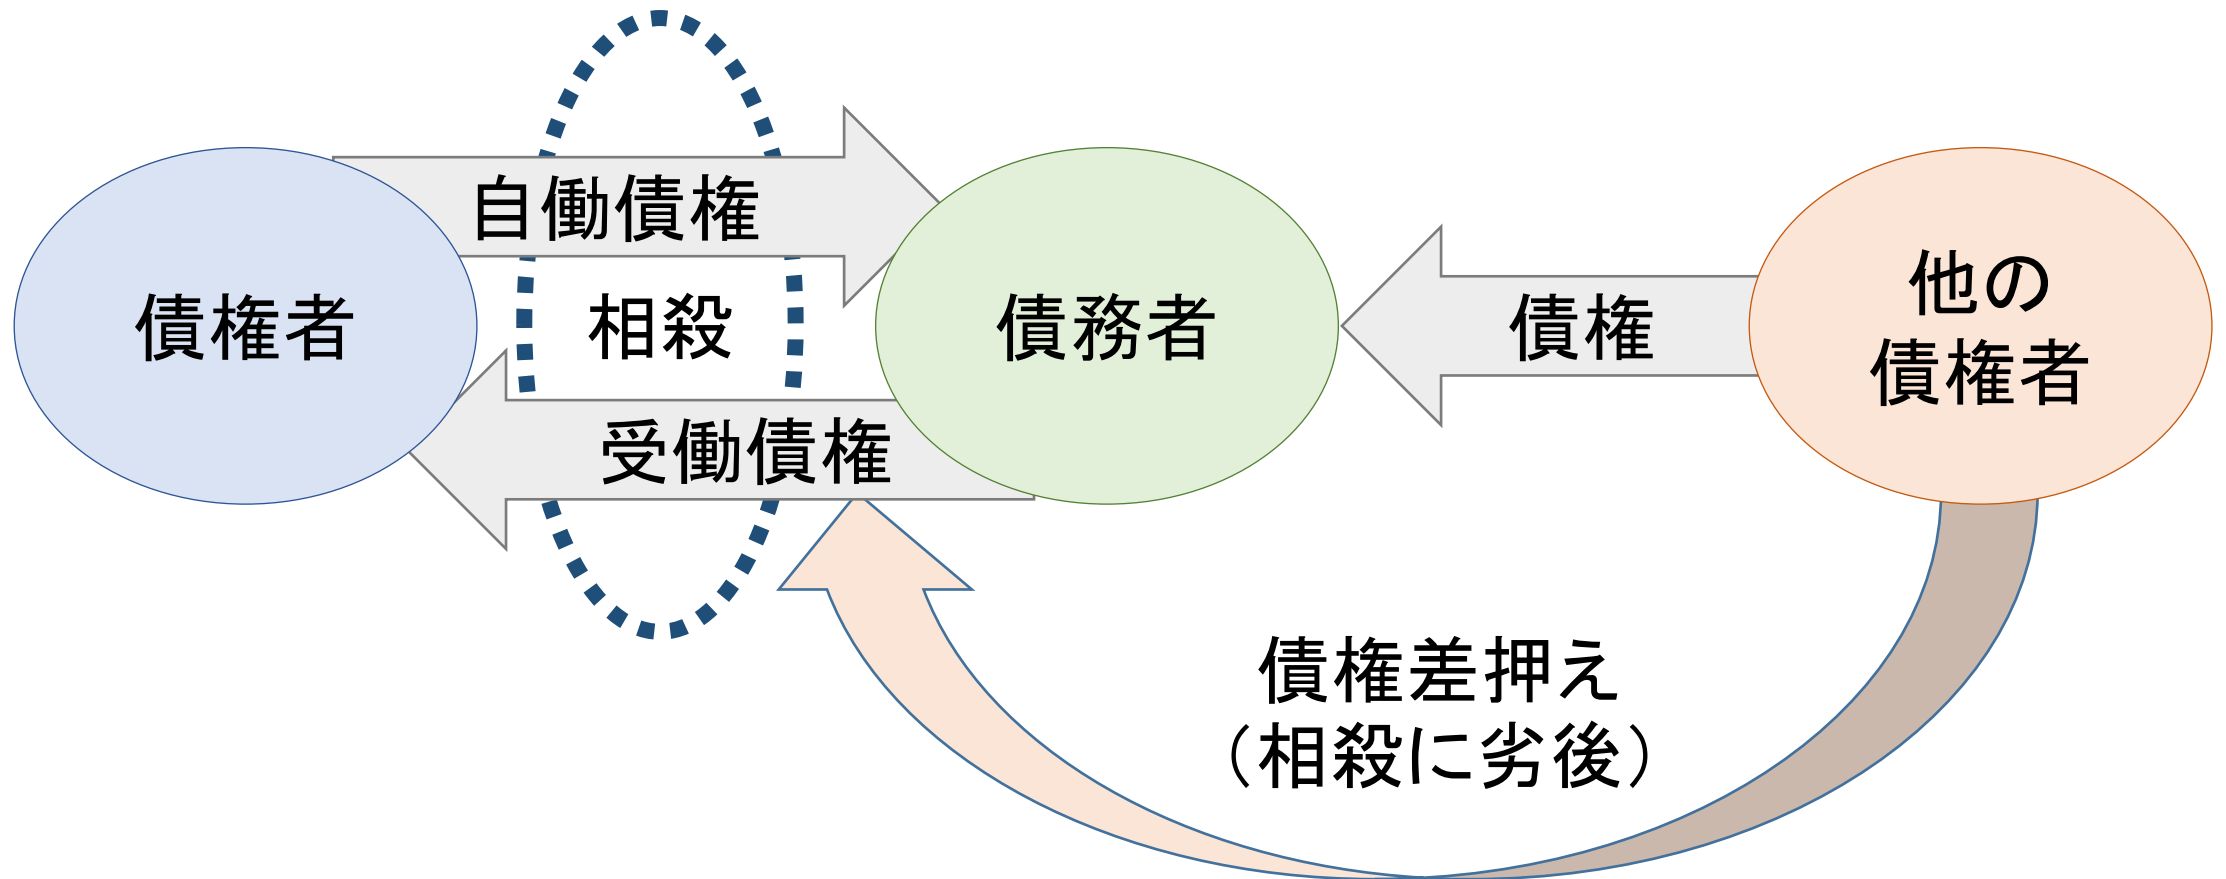 自働債権
債権者
相殺
債務者
債権
他の
債権者
受働債権
債権差押え
（相殺に劣後）